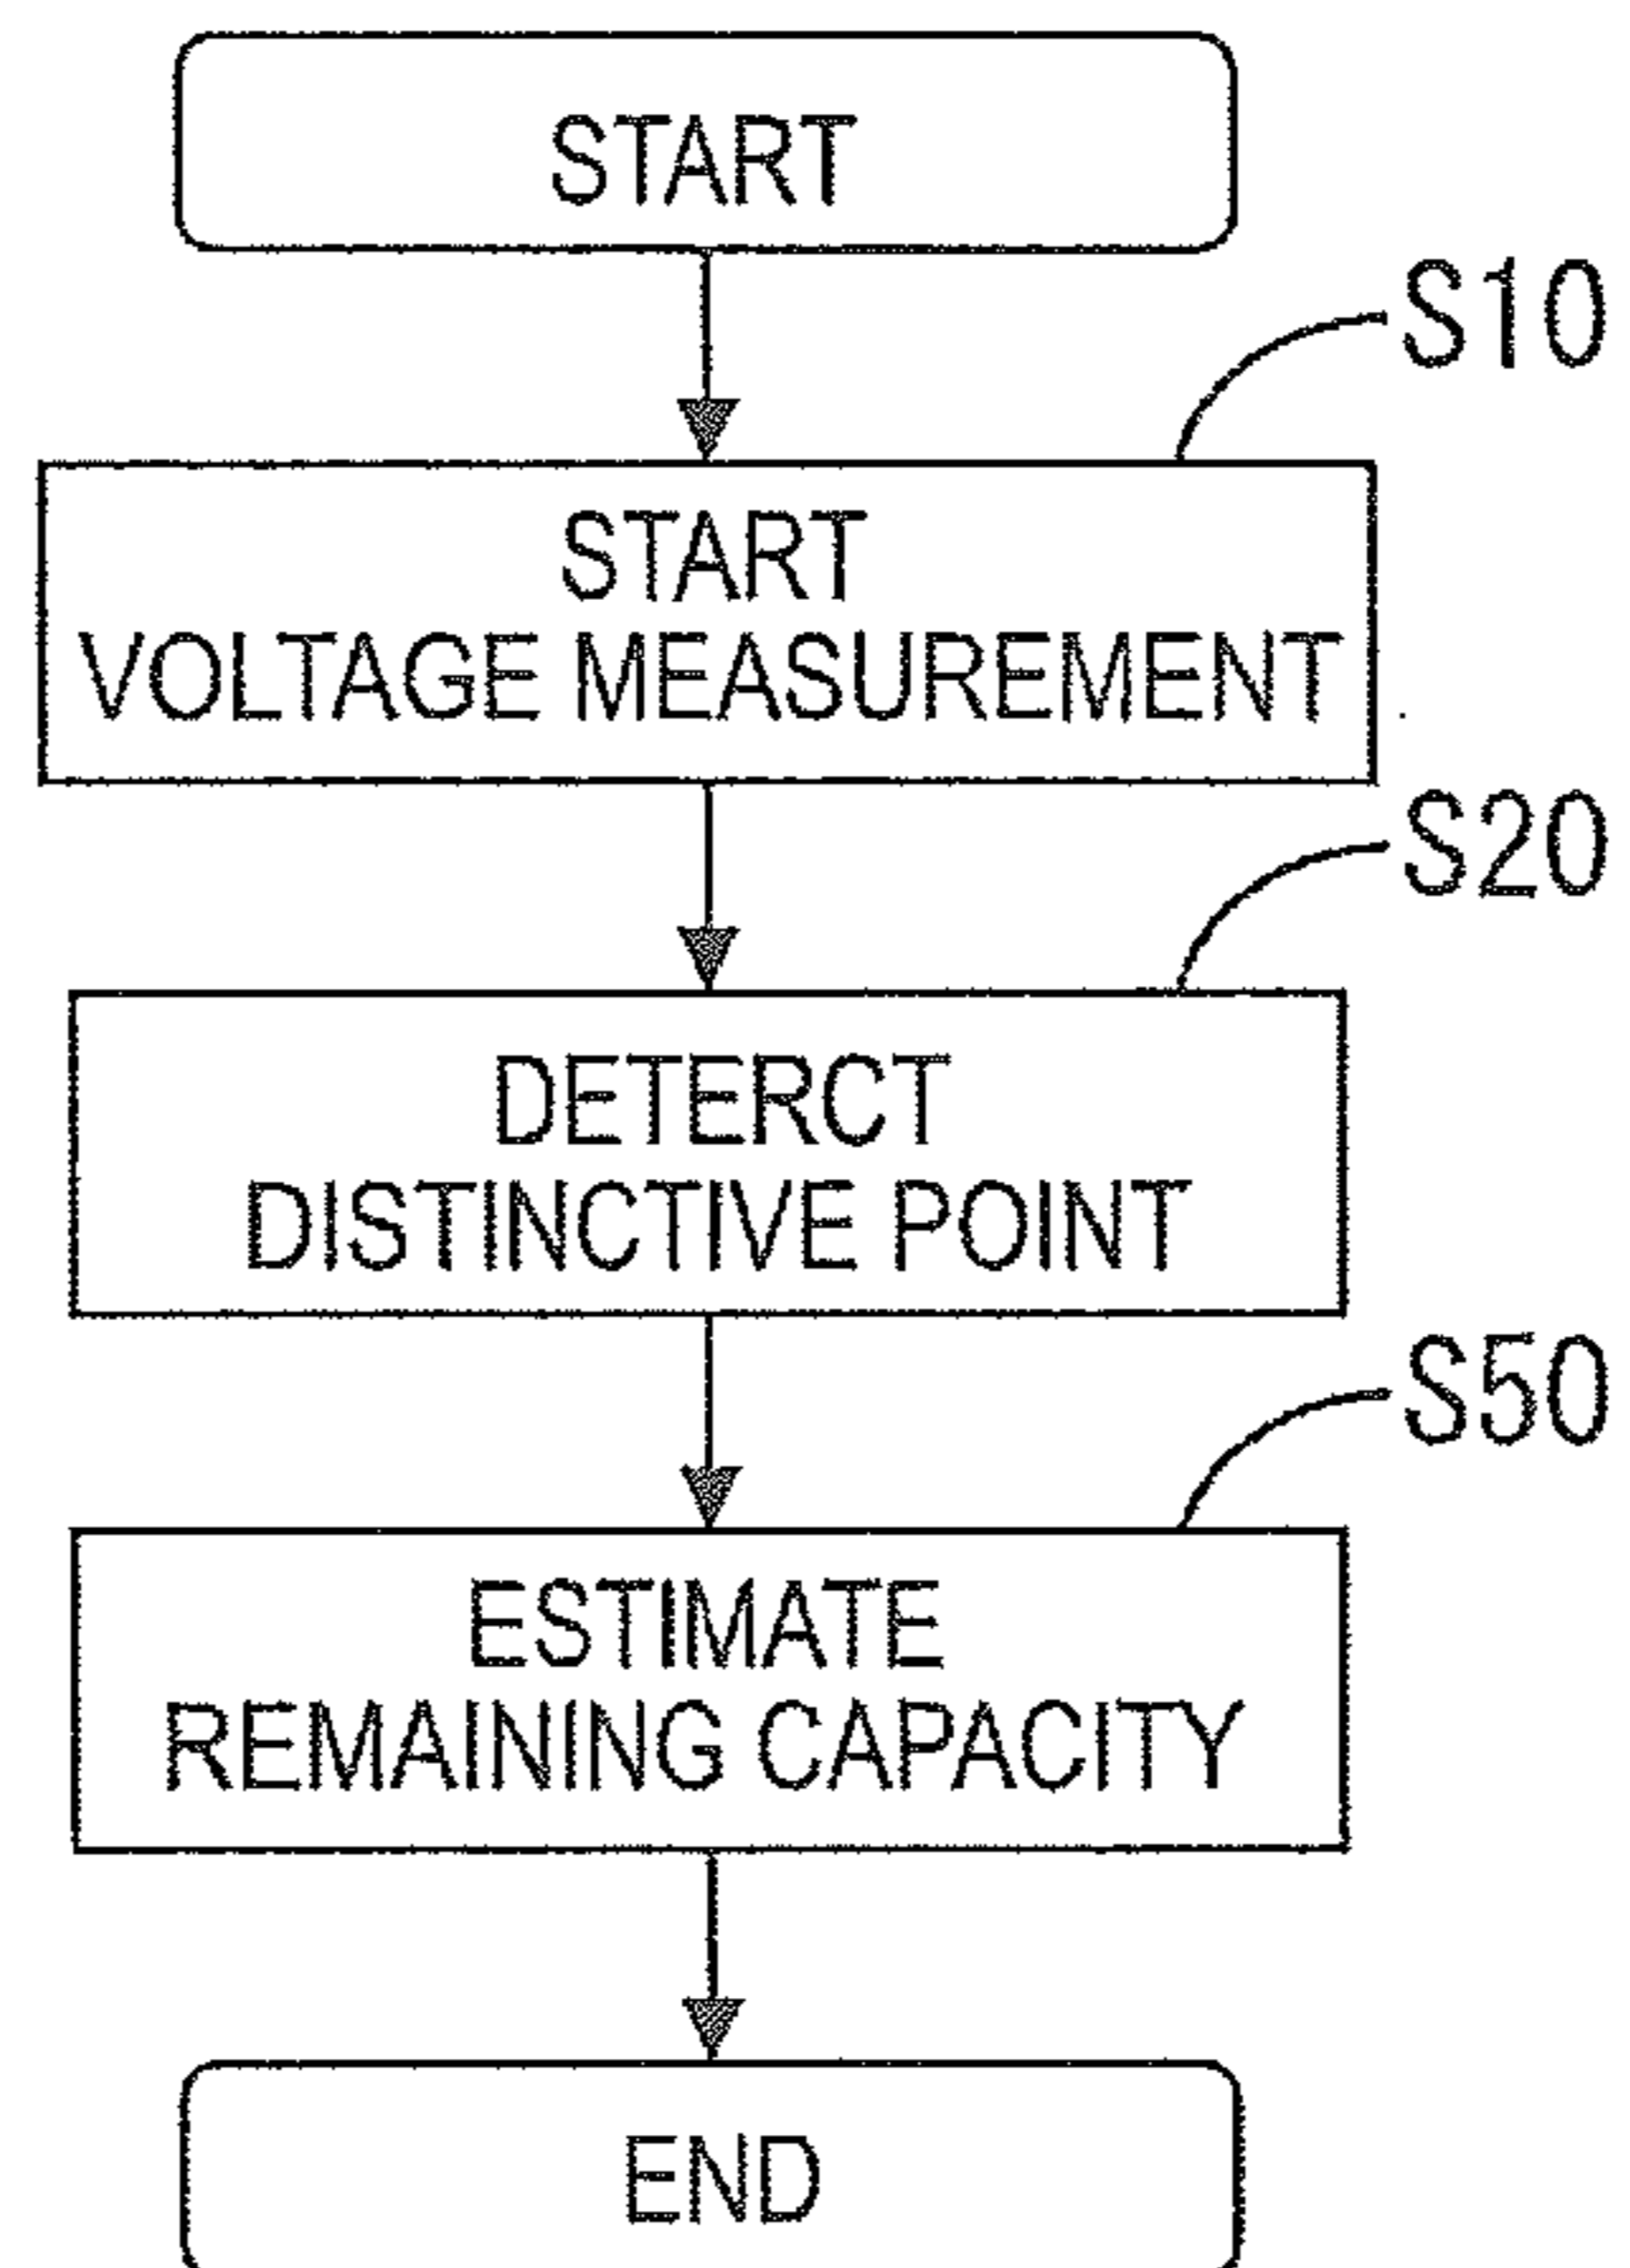 START
S10
START
VOLTAGE MEASUREMENT
S20
DETERCT
DISTINCTIVE POINT
S50
ESTIMATE
REMAINING CAPACITY
END